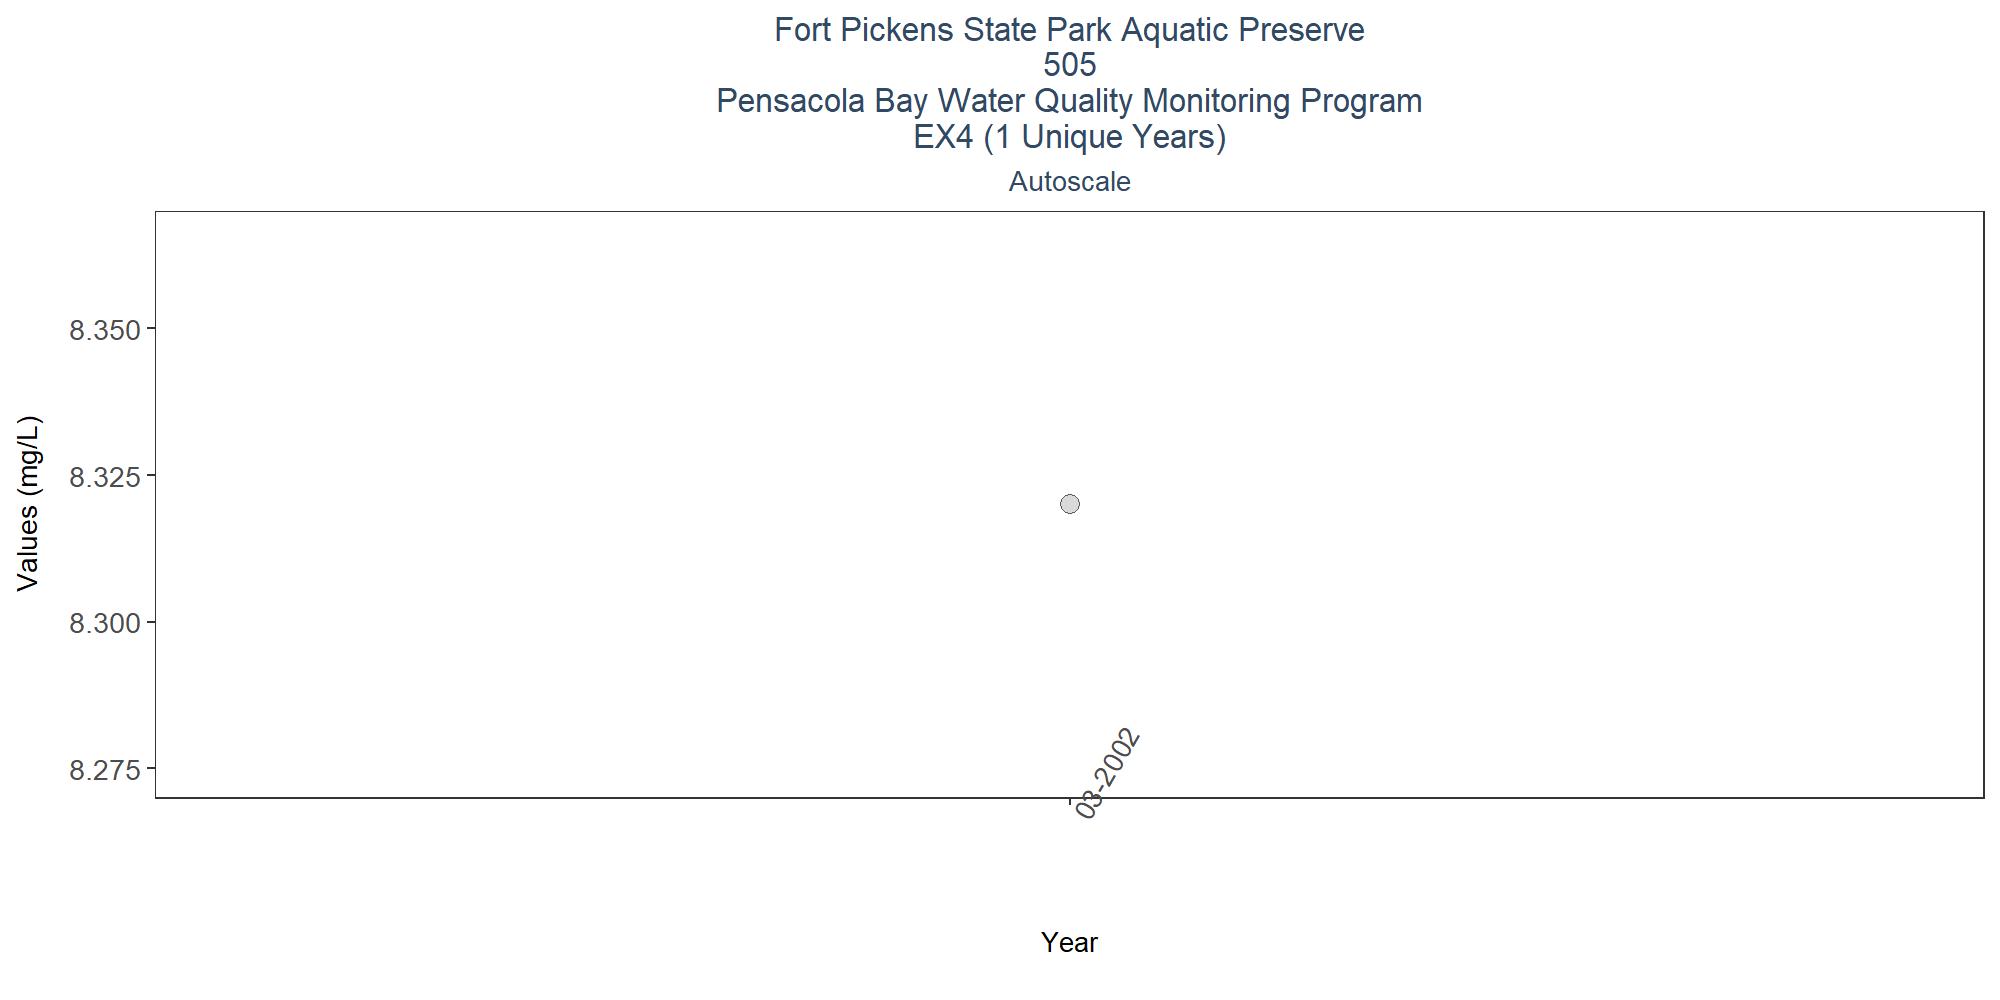 Fort Pickens State Park Aquatic Preserve
505
Pensacola Bay Water Quality Monitoring Program
EX4 (1 Unique Years)
Autoscale
Values (mg/L)
8.350
8.325
8.300
8.275
03-2002
Year